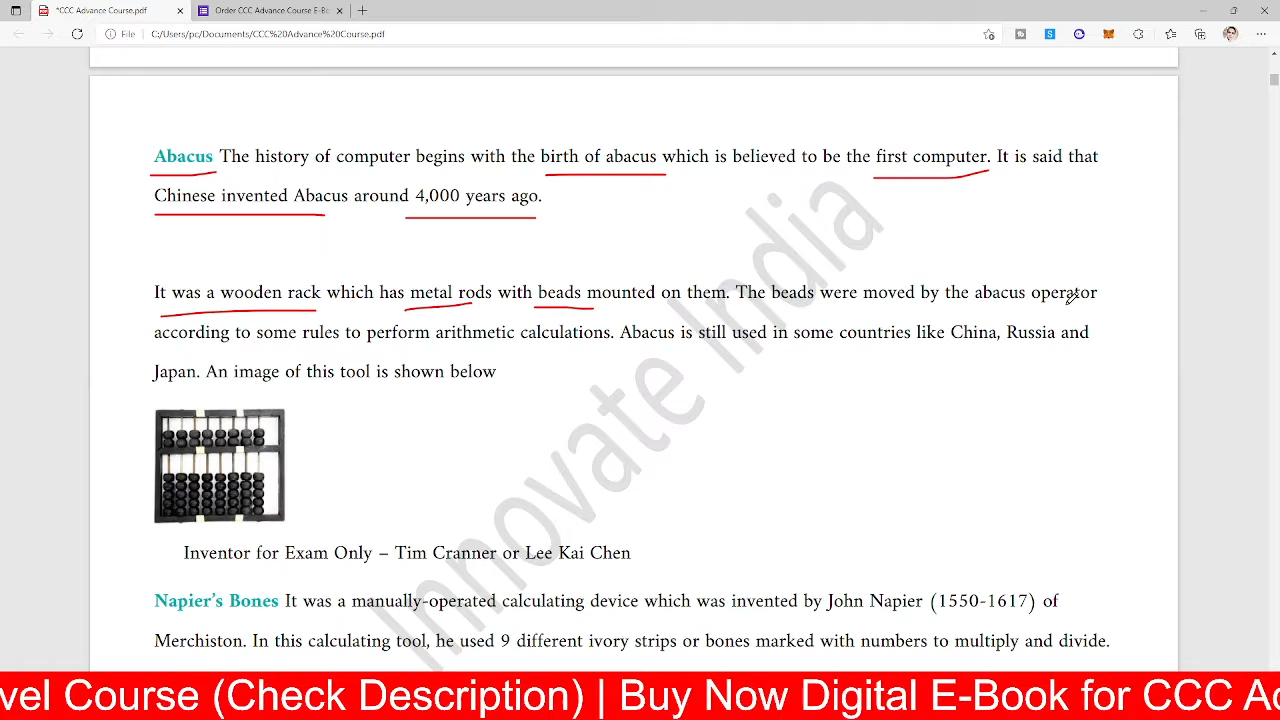 *CCC Advance Course.pdf
Order CCC Advance Course E-Bo
File
C:/Users/pc/Documents/CCC%20Advance%20Course.pdf
Abacus The history of computer begins with the birth of abacus which is believed to be the first computer. It is said that
Chinese invented Abacus around 4,000 years ago.
It was a wooden rack which has metal rods with beads mounted on them. The beads were moved by the abacus operator
according to some rules to perform arithmetic calculations. Abacus is still used in some countries like China, Russia and
Japan. An image of this tool is shown below
Inventor for Exam Only – Tim Cranner or Lee Kai Chen
Napier's Bones It was a manually-operated calculating device which was invented by John Napier (1550-1617) of
Merchiston. In this calculating tool, he used 9 different ivory strips or bones marked with numbers to multiply and divide.
Innovate India
vel Course (Check Description) | Buy Now Digital E-Book for CCC Ad